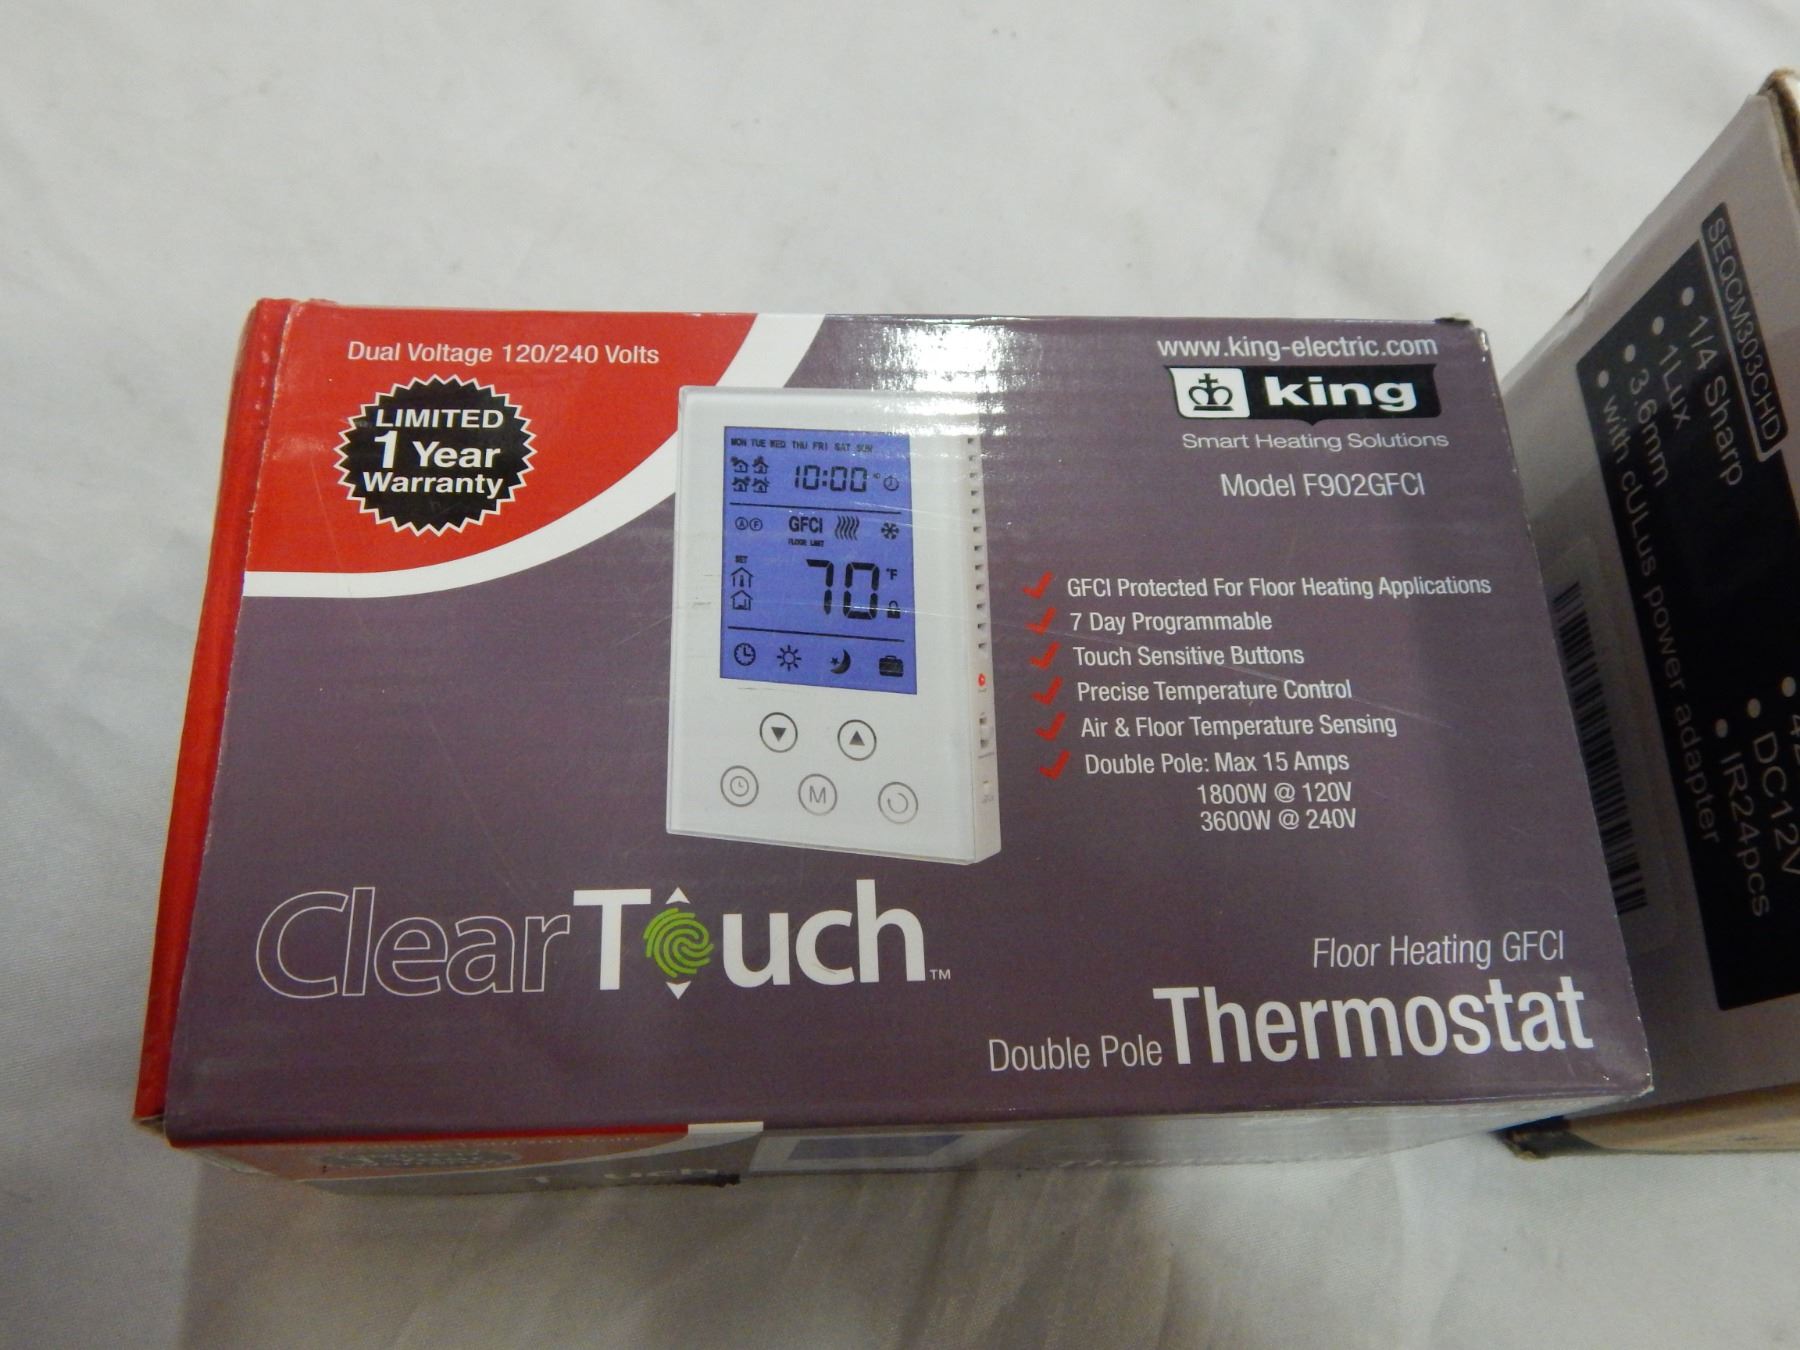 Dual Voltage 120/240 Volts
LIMITED
1 Year
Warranty
MON TUE WED THU FRI SAT SUN
10:00
A F
GFCI
FLOOR LIMIT
SET
70 °F
M
www.king-electric.com
king
Smart Heating Solutions
Model F902GFCI
GFCI Protected For Floor Heating Applications
7 Day Programmable
Touch Sensitive Buttons
Precise Temperature Control
Air & Floor Temperature Sensing
Double Pole: Max 15 Amps
1800W @ 120V
3600W @ 240V
ClearTouch™
Floor Heating GFCI
Double Pole Thermostat
SEQCM303CHD
• 1/4 Sharp
• 1Lux
• 3.6mm
• with cULus power adapter
• DC12V
• IR24pcs